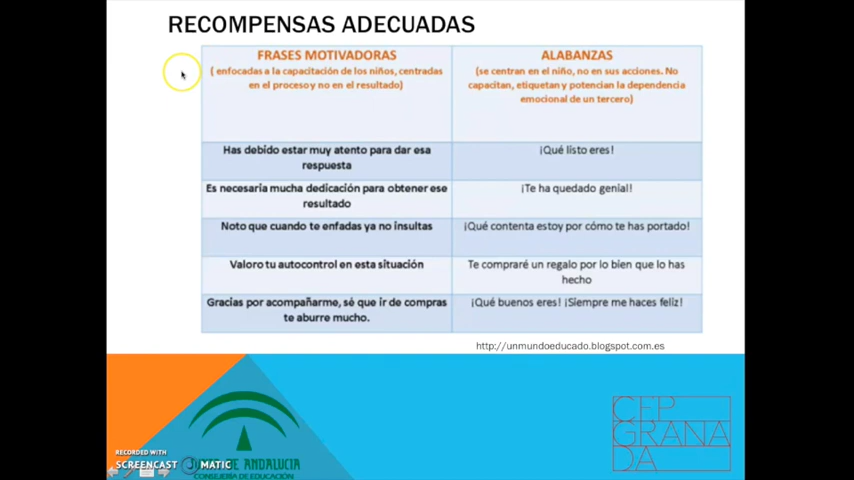 RECOMPENSAS ADECUADAS
FRASES MOTIVADORAS
( enfocadas a la capacitación de los niños, centradas
en el proceso y no en el resultado)
ALABANZAS
(se centran en el niño, no en sus acciones. No
capacitan, etiquetan y potencian la dependencia
emocional de un tercero)
Has debido estar muy atento para dar esa
respuesta
¡Qué listo eres!
Es necesaria mucha dedicación para obtener ese
resultado
¡Te ha quedado genial!
Noto que cuando te enfadas ya no insultas
¡Qué contenta estoy por cómo te has portado!
Valoro tu autocontrol en esta situación
Te compraré un regalo por lo bien que lo has
hecho
Gracias por acompañarme, sé que ir de compras
te aburre mucho.
¡Qué buenos eres! ¡Siempre me haces feliz!
http://unmundoeducado.blogspot.com.es
CEP
GRANA
DA
RECORDED WITH
SCREENCAST MATIC
DE ANDALUCIA
CONSEJERÍA DE EDUCACIÓN